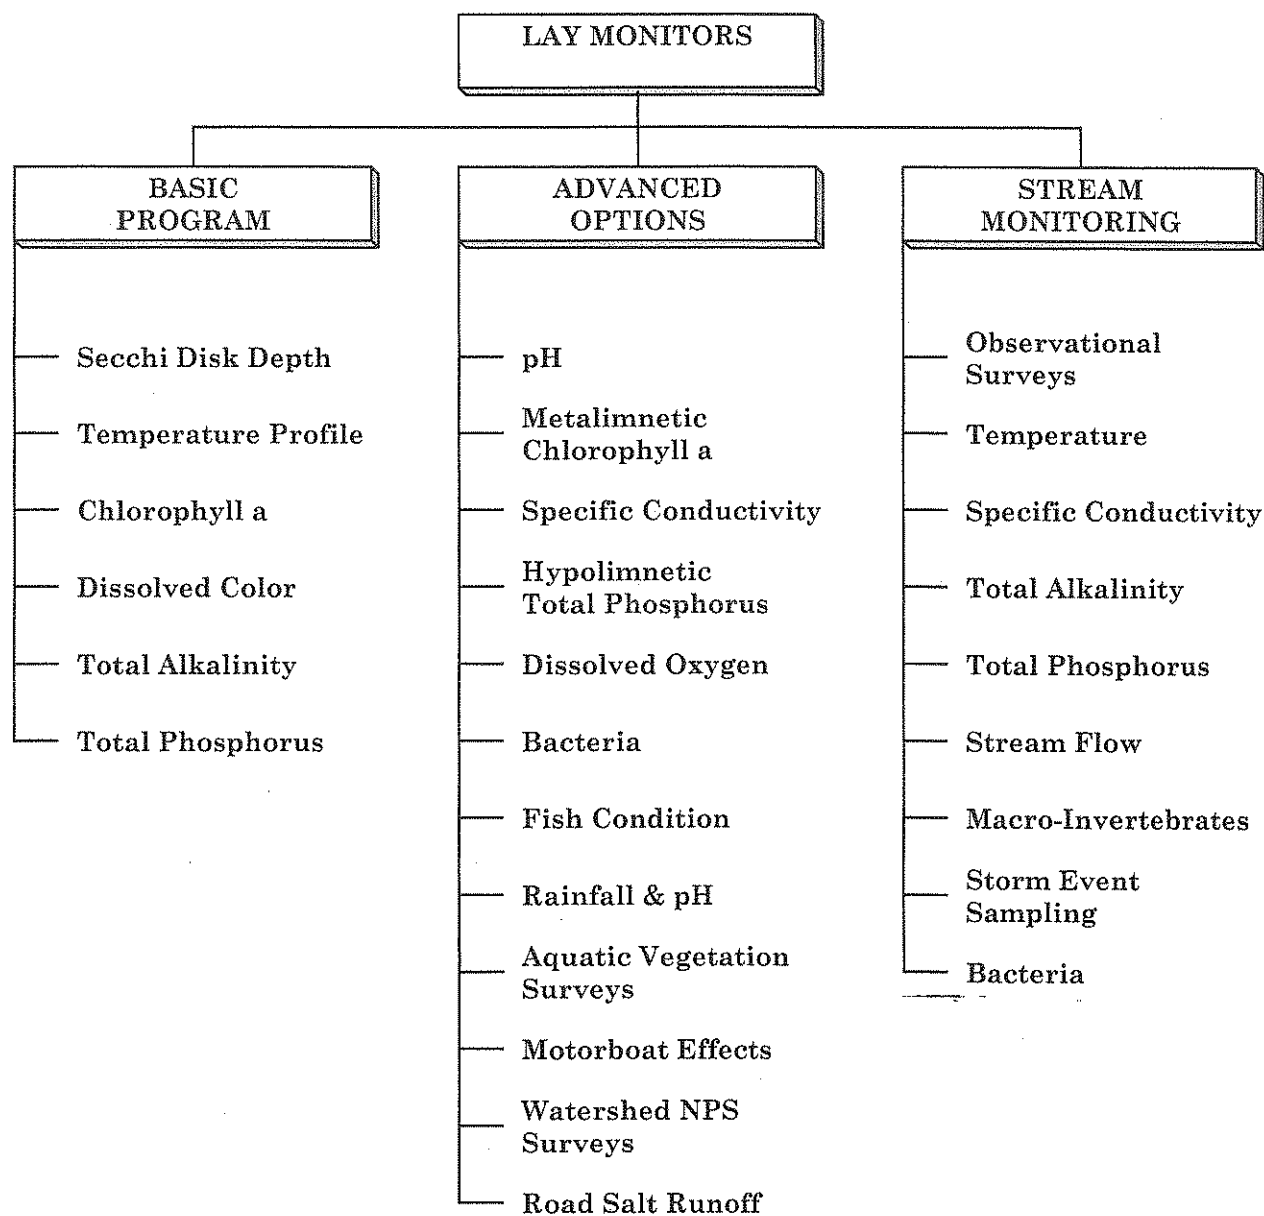 LAY MONITORS
BASIC
PROGRAM
Secchi Disk Depth
Temperature Profile
Chlorophyll a
Dissolved Color
Total Alkalinity
Total Phosphorus
ADVANCED
OPTIONS
pH
Metalimnetic
Chlorophyll a
Specific Conductivity
Hypolimnetic
Total Phosphorus
Dissolved Oxygen
Bacteria
Fish Condition
Rainfall & pH
Aquatic Vegetation
Surveys
Motorboat Effects
Watershed NPS
Surveys
Road Salt Runoff
STREAM
MONITORING
Observational
Surveys
Temperature
Specific Conductivity
Total Alkalinity
Total Phosphorus
Stream Flow
Macro-Invertebrates
Storm Event
Sampling
Bacteria